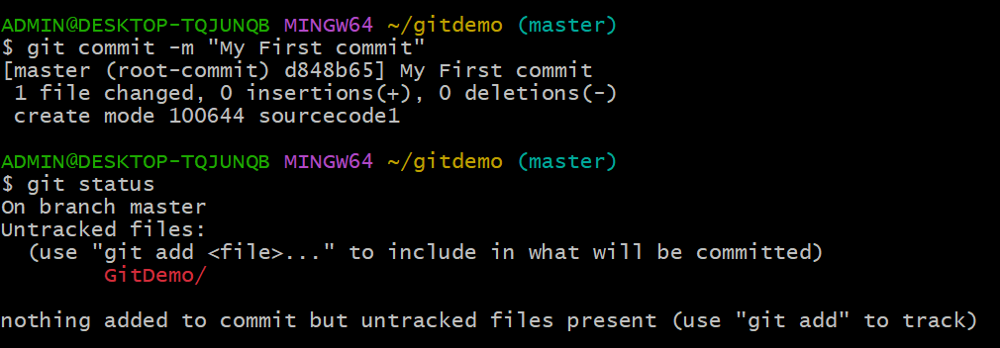 ADMIN@DESKTOP-TQJUNQB MINGW64 ~/gitdemo (master)
$ git commit -m "My First commit"
[master (root-commit) d848b65] My First commit
 1 file changed, 0 insertions(+), 0 deletions(-)
 create mode 100644 sourcecode1

ADMIN@DESKTOP-TQJUNQB MINGW64 ~/gitdemo (master)
$ git status
On branch master
Untracked files:
  (use "git add <file>..." to include in what will be committed)
        GitDemo/

nothing added to commit but untracked files present (use "git add" to track)